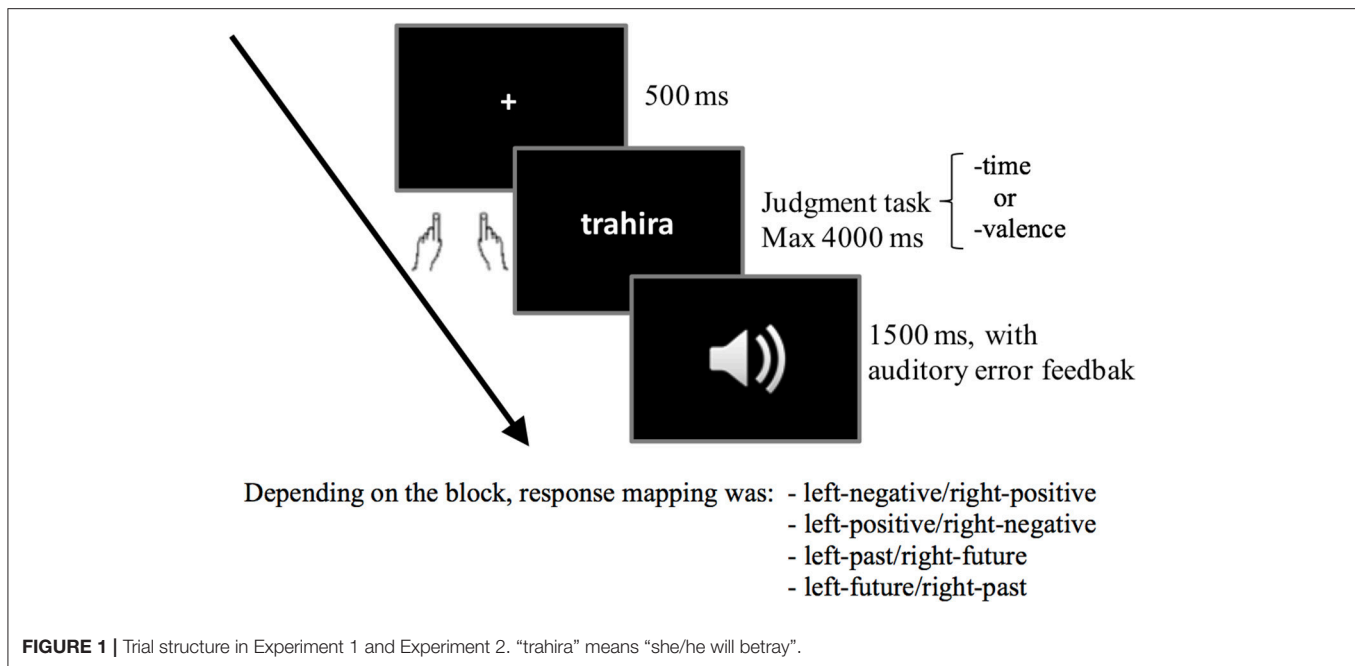 +
500 ms
trahira
Judgment task
Max 4000 ms
-time
or
-valence
1500 ms, with
auditory error feedbak
Depending on the block, response mapping was: - left-negative/right-positive
- left-positive/right-negative
- left-past/right-future
- left-future/right-past
FIGURE 1 | Trial structure in Experiment 1 and Experiment 2. “trahira” means “she/he will betray”.